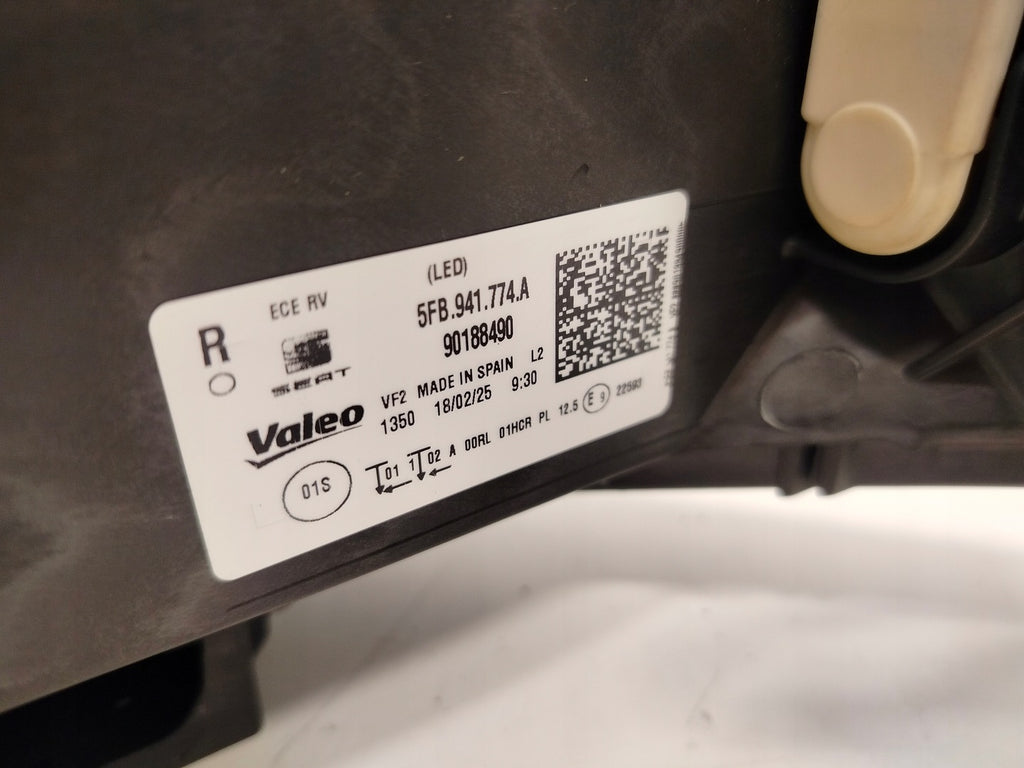 (LED)
ECE RV
5FB.941.774.A
R
90188490
SEAT
VF2 MADE IN SPAIN L2
Valeo
1350 18/02/25 9:30
01S
01 1 02 A 00RL 01HCR PL 12.5 E 9 22593